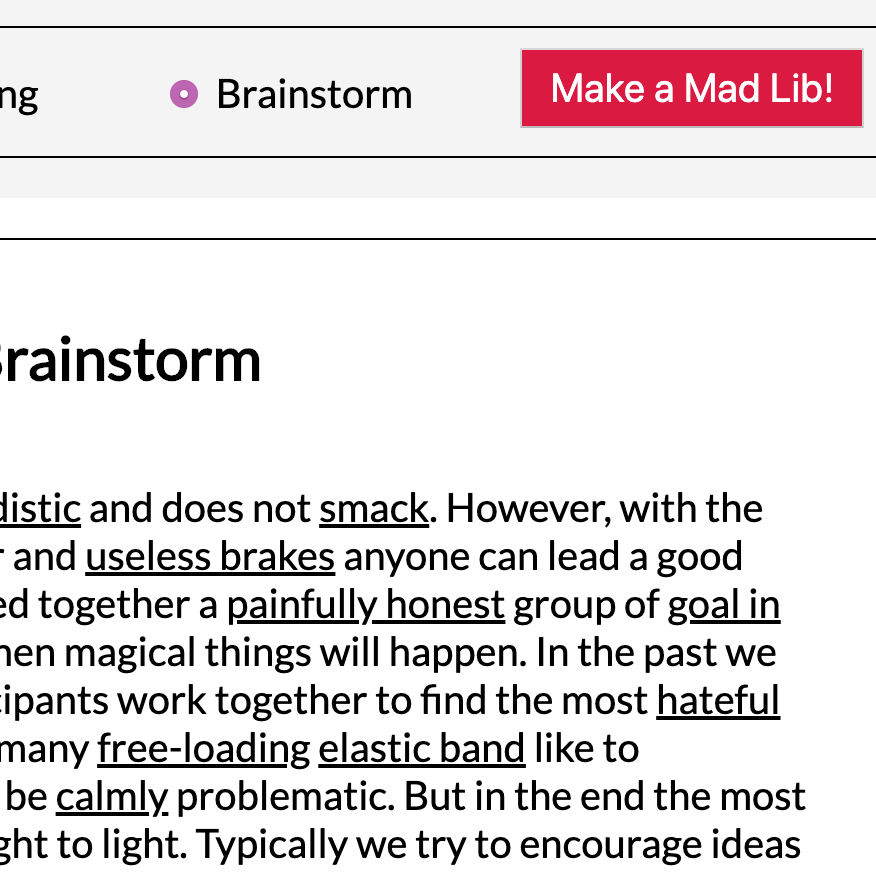 ng
Brainstorm
Make a Mad Lib!
Brainstorm
distic and does not smack. However, with the
and useless brakes anyone can lead a good
ed together a painfully honest group of goal in
hen magical things will happen. In the past we
cipants work together to find the most hateful
many free-loading elastic band like to
be calmly problematic. But in the end the most
ght to light. Typically we try to encourage ideas